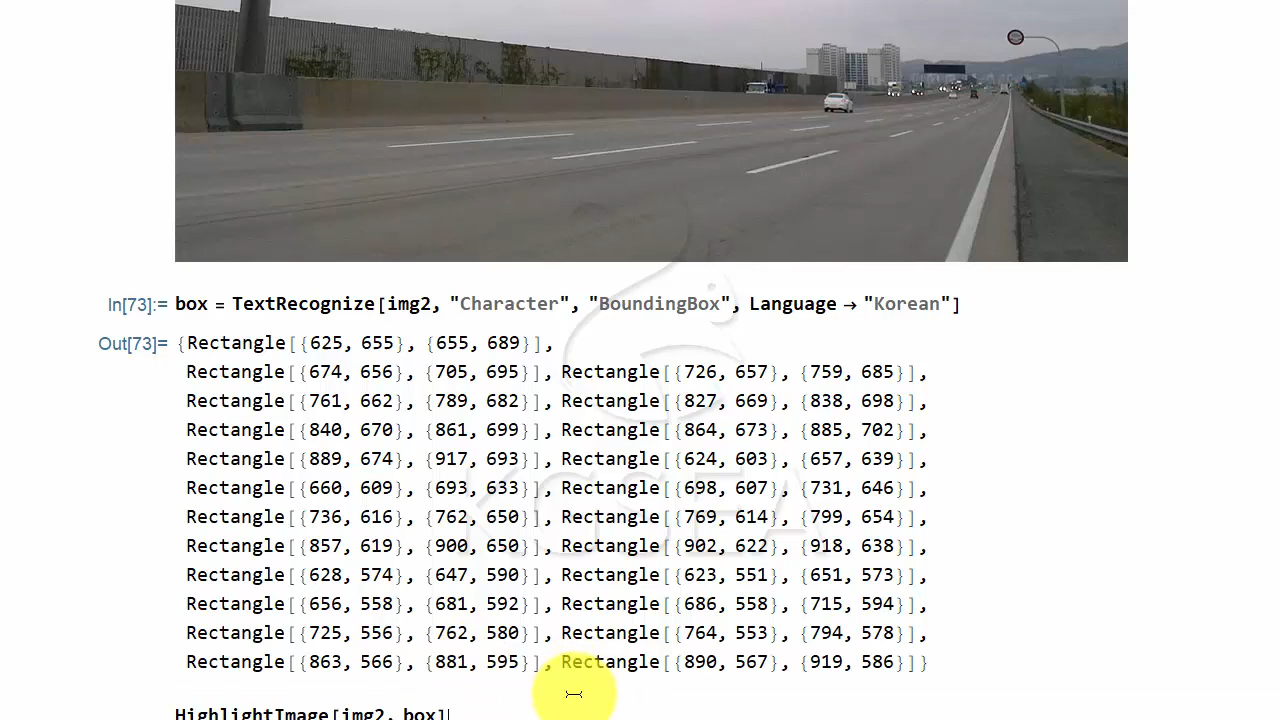 In[73]:= box = TextRecognize[img2, "Character", "BoundingBox", Language → "Korean"]
Out[73]= {Rectangle[{625, 655}, {655, 689}],
Rectangle[{674, 656}, {705, 695}], Rectangle[{726, 657}, {759, 685}],
Rectangle[{761, 662}, {789, 682}], Rectangle[{827, 669}, {838, 698}],
Rectangle[{840, 670}, {861, 699}], Rectangle[{864, 673}, {885, 702}],
Rectangle[{889, 674}, {917, 693}], Rectangle[{624, 603}, {657, 639}],
Rectangle[{660, 609}, {693, 633}], Rectangle[{698, 607}, {731, 646}],
Rectangle[{736, 616}, {762, 650}], Rectangle[{769, 614}, {799, 654}],
Rectangle[{857, 619}, {900, 650}], Rectangle[{902, 622}, {918, 638}],
Rectangle[{628, 574}, {647, 590}], Rectangle[{623, 551}, {651, 573}],
Rectangle[{656, 558}, {681, 592}], Rectangle[{686, 558}, {715, 594}],
Rectangle[{725, 556}, {762, 580}], Rectangle[{764, 553}, {794, 578}],
Rectangle[{863, 566}, {881, 595}], Rectangle[{890, 567}, {919, 586}]}
HighlightImage[img2, box]
KCSEA